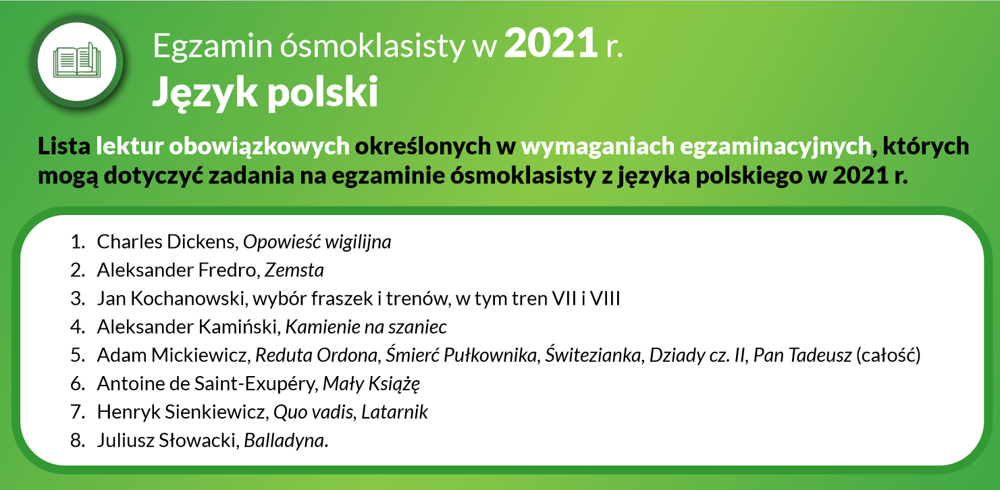 Egzamin ósmoklasisty w 2021 r.
Język polski
Lista lektur obowiązkowych określonych w wymaganiach egzaminacyjnych, których
mogą dotyczyć zadania na egzaminie ósmoklasisty z języka polskiego w 2021 r.
1. Charles Dickens, Opowieść wigilijna
2. Aleksander Fredro, Zemsta
3. Jan Kochanowski, wybór fraszek i trenów, w tym tren VII i VIII
4. Aleksander Kamiński, Kamienie na szaniec
5. Adam Mickiewicz, Reduta Ordona, Śmierć Pułkownika, Świtezianka, Dziady cz. II, Pan Tadeusz (całość)
6. Antoine de Saint-Exupéry, Mały Książę
7. Henryk Sienkiewicz, Quo vadis, Latarnik
8. Juliusz Słowacki, Balladyna.